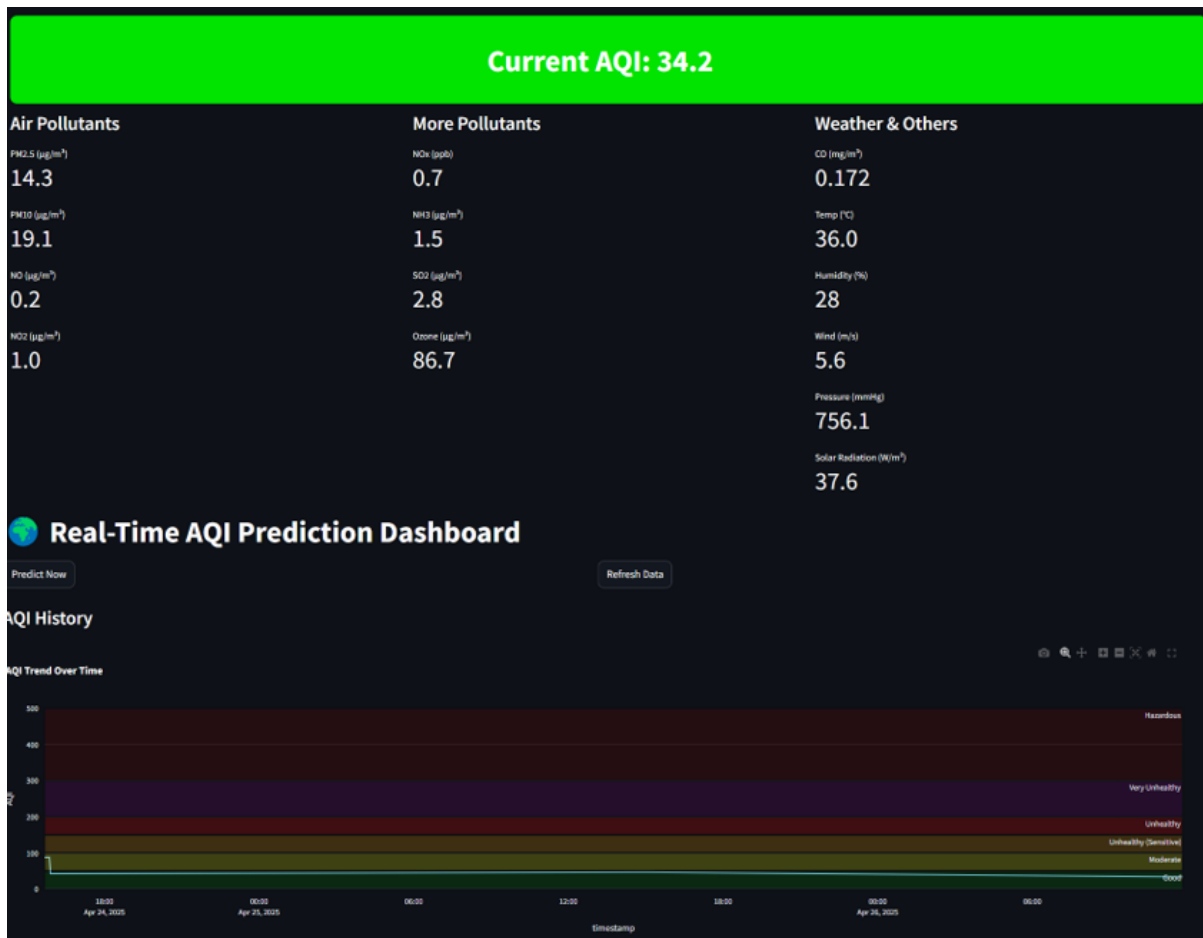 Current AQI: 34.2
Air Pollutants
PM2.5 (µg/m³)
14.3
PM10 (µg/m³)
19.1
NO (µg/m³)
0.2
NO2 (µg/m³)
1.0
More Pollutants
NOx (ppb)
0.7
NH3 (µg/m³)
1.5
SO2 (µg/m³)
2.8
Ozone (µg/m³)
86.7
Weather & Others
CO (mg/m³)
0.172
Temp (°C)
36.0
Humidity (%)
28
Wind (m/s)
5.6
Pressure (mmHg)
756.1
Solar Radiation (W/m²)
37.6
Real-Time AQI Prediction Dashboard
Predict Now
Refresh Data
AQI History
AQI Trend Over Time
500
400
300
200
100
0
AQI
Hazardous
Very Unhealthy
Unhealthy
Unhealthy (Sensitive)
Moderate
Good
18:00
Apr 24, 2025
00:00
Apr 25, 2025
06:00
12:00
18:00
00:00
Apr 26, 2025
06:00
timestamp